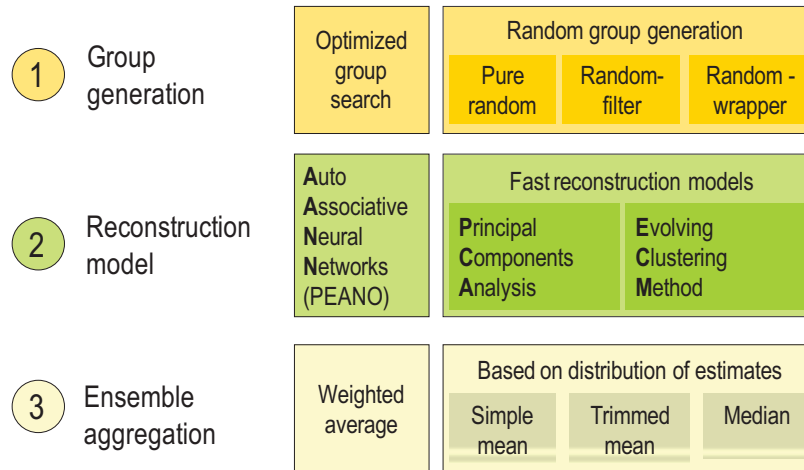 1
Group
generation
Optimized
group
search
Random group generation
Pure
random
Random-
filter
Random -
wrapper
2
Reconstruction
model
Auto
Associative
Neural
Networks
(PEANO)
Fast reconstruction models
Principal
Components
Analysis
Evolving
Clustering
Method
3
Ensemble
aggregation
Weighted
average
Based on distribution of estimates
Simple
mean
Trimmed
mean
Median